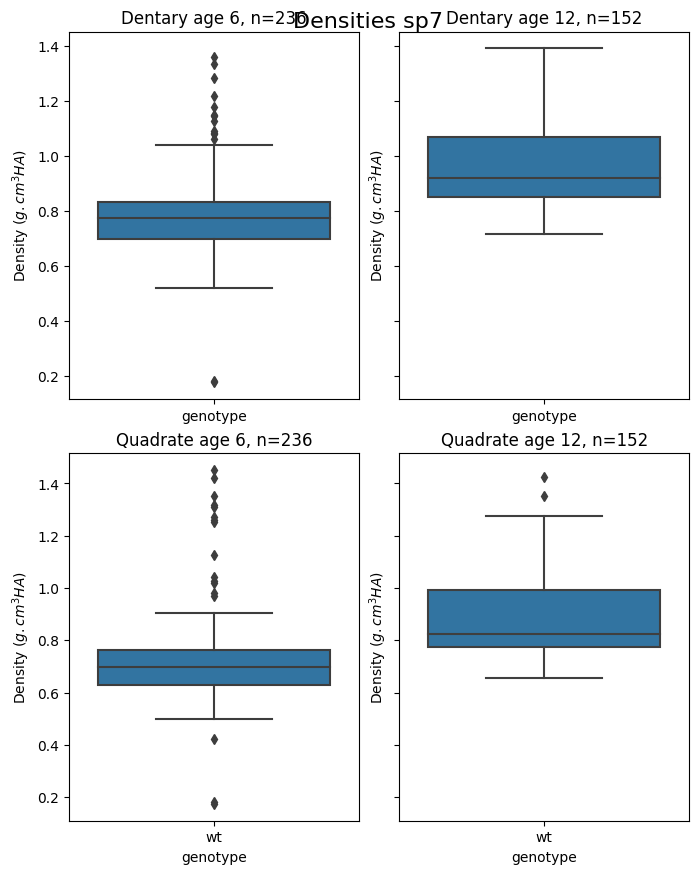 Densities sp7
Dentary age 6, n=236
Dentary age 12, n=152
1.4
1.2
1.0
0.8
0.6
0.4
0.2
Density (g.cm³HA)
Density (g.cm³HA)
genotype
genotype
Quadrate age 6, n=236
Quadrate age 12, n=152
1.4
1.2
1.0
0.8
0.6
0.4
0.2
Density (g.cm³HA)
Density (g.cm³HA)
wt
wt
genotype
genotype